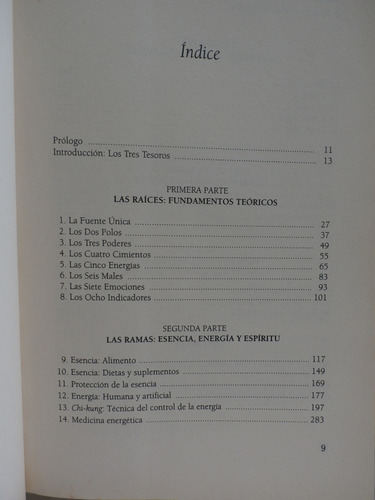 Índice
Prólogo 11
Introducción: Los Tres Tesoros 13
PRIMERA PARTE
LAS RAÍCES: FUNDAMENTOS TEÓRICOS
1. La Fuente Única 27
2. Los Dos Polos 37
3. Los Tres Poderes 49
4. Los Cuatro Cimientos 55
5. Las Cinco Energías 65
6. Los Seis Males 83
7. Las Siete Emociones 93
8. Los Ocho Indicadores 101
SEGUNDA PARTE
LAS RAMAS: ESENCIA, ENERGÍA Y ESPÍRITU
9. Esencia: Alimento 117
10. Esencia: Dietas y suplementos 149
11. Protección de la esencia 169
12. Energía: Humana y artificial 177
13. Chi-kung: Técnica del control de la energía 197
14. Medicina energética 283
9